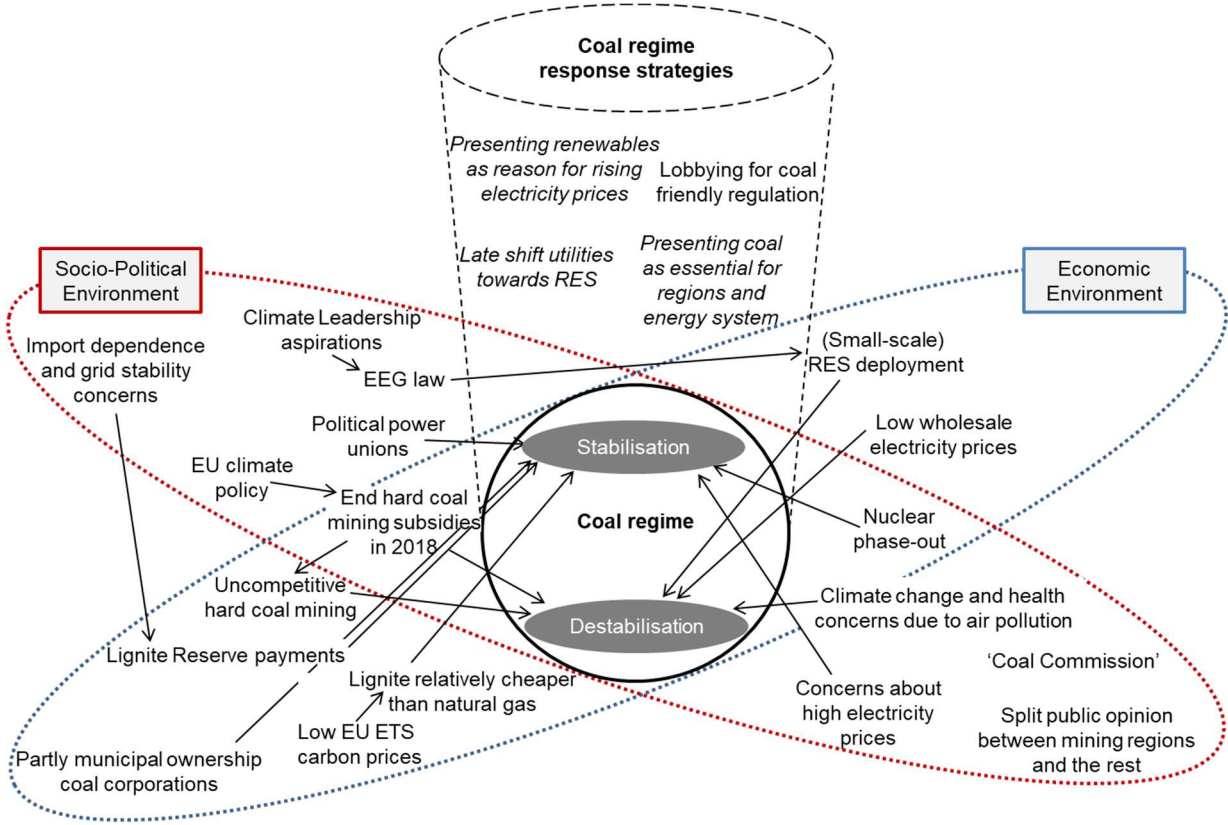 Coal regime
response strategies
Presenting renewables
as reason for rising
electricity prices
Lobbying for coal
friendly regulation
Late shift utilities
towards RES
Presenting coal
as essential for
regions and
energy system
Socio-Political
Environment
Economic
Environment
Climate Leadership
aspirations
Import dependence
and grid stability
concerns
EEG law
(Small-scale)
RES deployment
Political power
unions
Stabilisation
Low wholesale
electricity prices
EU climate
policy
End hard coal
mining subsidies
in 2018
Coal regime
Nuclear
phase-out
Uncompetitive
hard coal mining
Destabilisation
Climate change and health
concerns due to air pollution
Lignite Reserve payments
'Coal Commission'
Lignite relatively cheaper
than natural gas
Concerns about
high electricity
prices
Low EU ETS
carbon prices
Split public opinion
between mining regions
and the rest
Partly municipal ownership
coal corporations